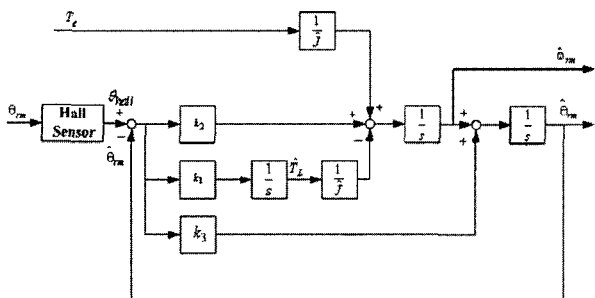 T_e
1
Ĵ
ω̂_rm
θ_rm
Hall
Sensor
θ_hall
+
−
θ̂_rm
k_2
+
+
−
1
s
+
+
1
s
θ̂_rm
k_1
1
s
T̂_L
1
Ĵ
k_3